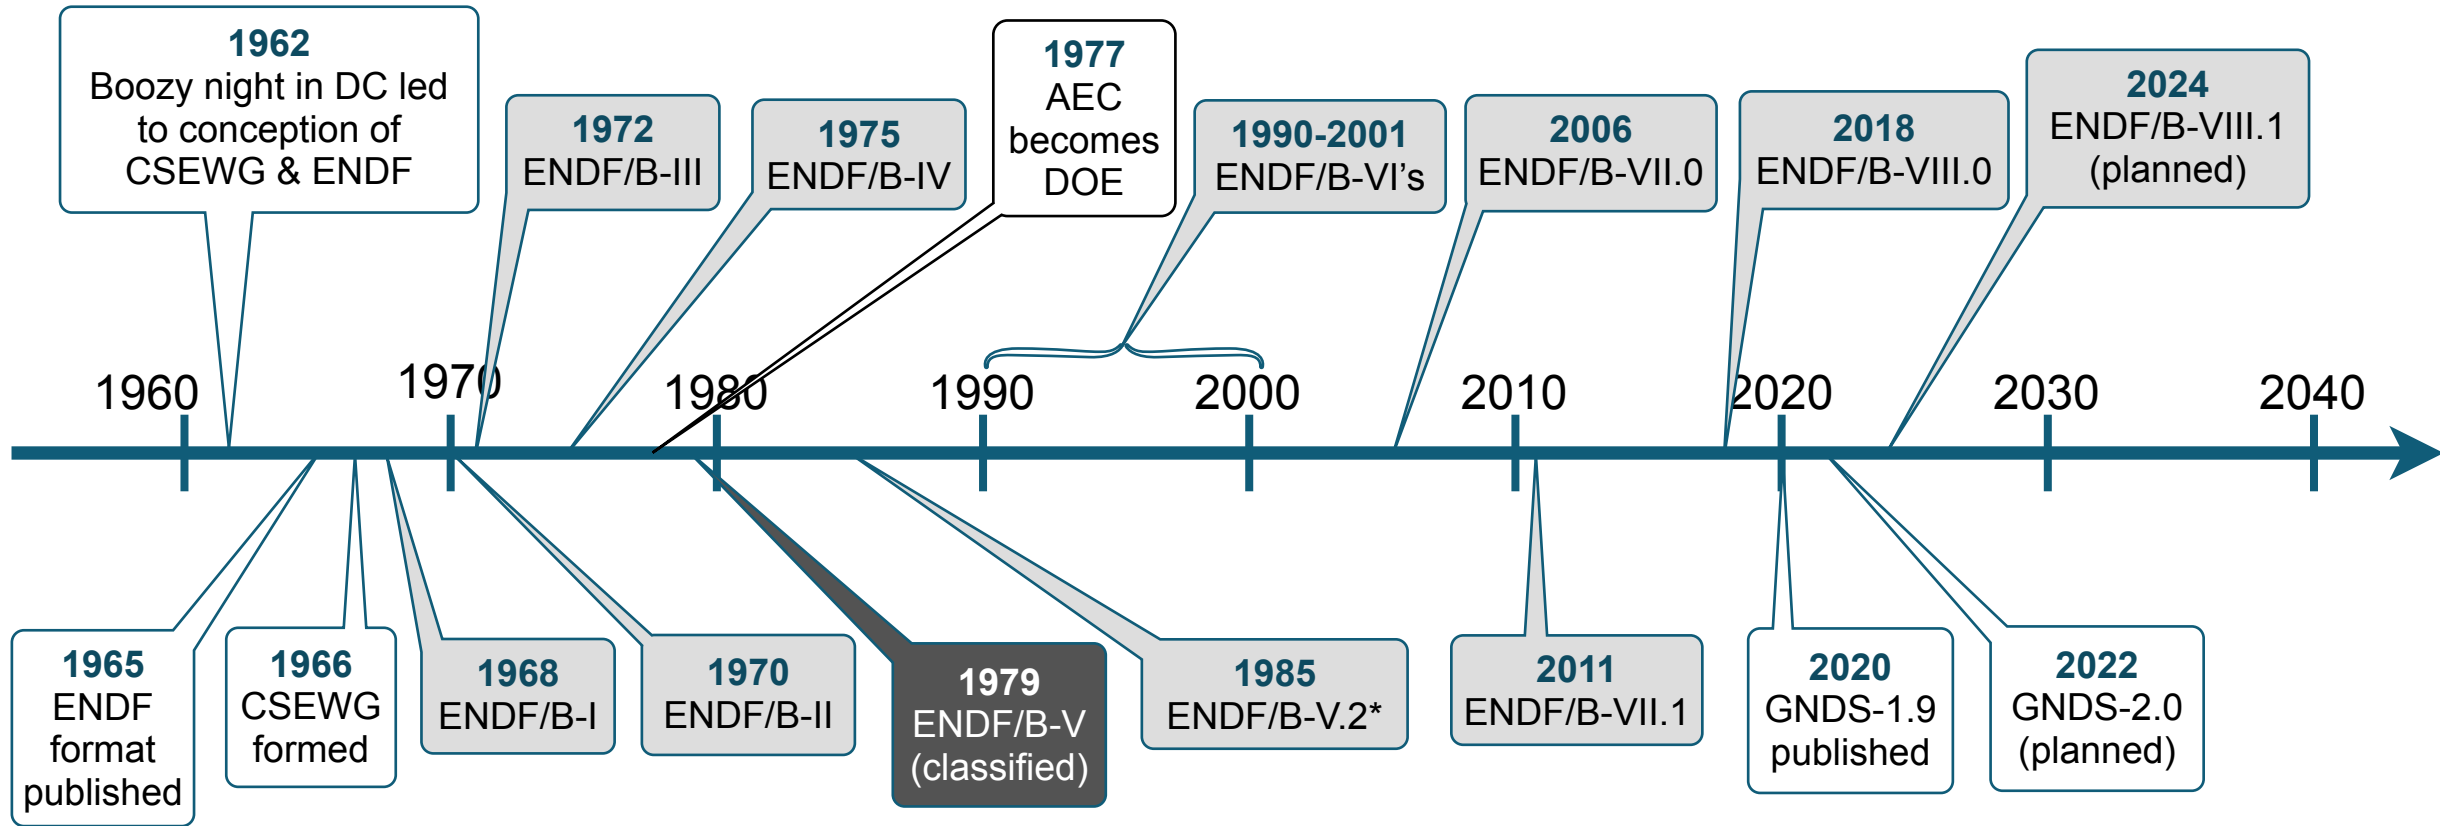 1962
Boozy night in DC led
to conception of
CSEWG & ENDF
1972
ENDF/B-III
1975
ENDF/B-IV
1977
AEC
becomes
DOE
1990-2001
ENDF/B-VI's
2006
ENDF/B-VII.0
2018
ENDF/B-VIII.0
2024
ENDF/B-VIII.1
(planned)
1960
1970
1980
1990
2000
2010
2020
2030
2040
1965
ENDF
format
published
1966
CSEWG
formed
1968
ENDF/B-I
1970
ENDF/B-II
1979
ENDF/B-V
(classified)
1985
ENDF/B-V.2*
2011
ENDF/B-VII.1
2020
GNDS-1.9
published
2022
GNDS-2.0
(planned)